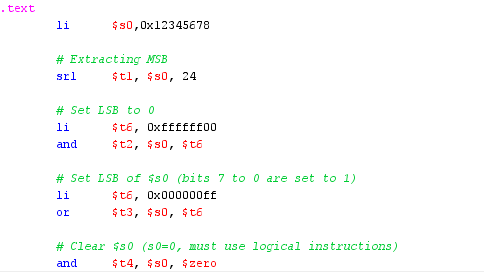 .text
li $s0,0x12345678
# Extracting MSB
srl $t1, $s0, 24
# Set LSB to 0
li $t6, 0xffffff00
and $t2, $s0, $t6
# Set LSB of $s0 (bits 7 to 0 are set to 1)
li $t6, 0x000000ff
or $t3, $s0, $t6
# Clear $s0 (s0=0, must use logical instructions)
and $t4, $s0, $zero